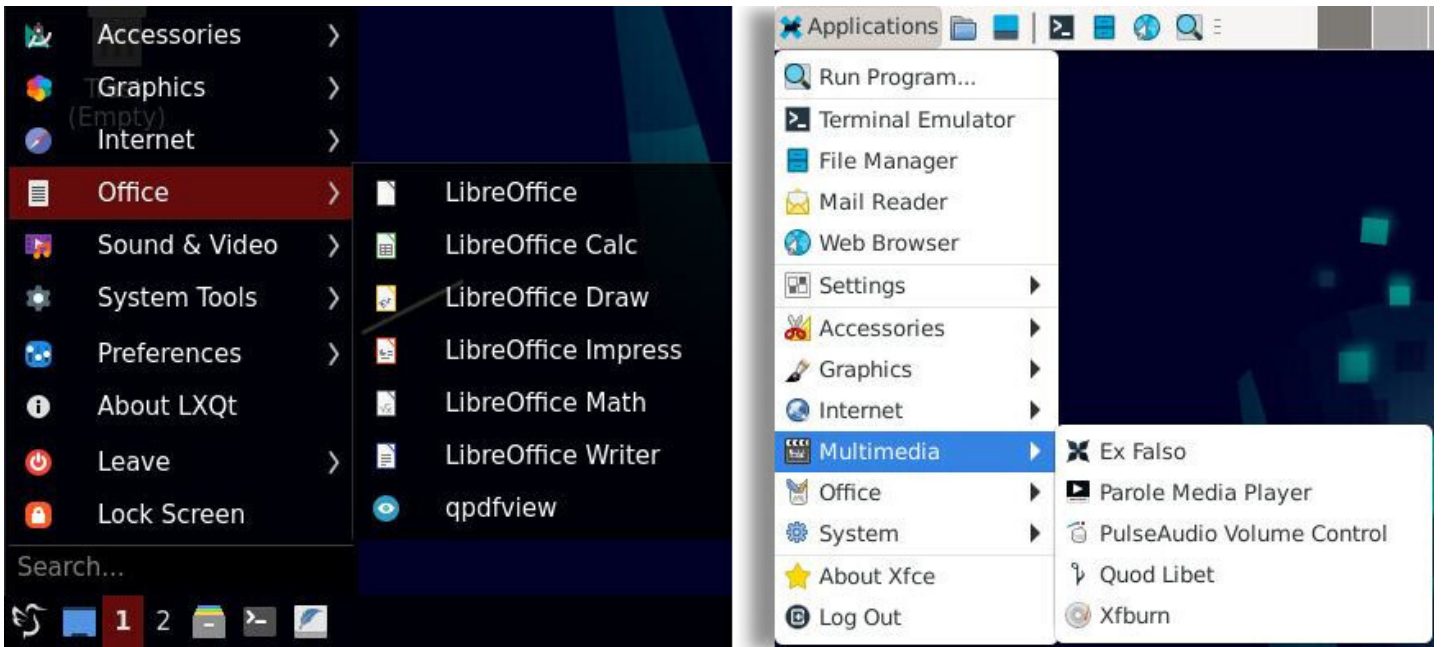 Accessories
Graphics
(Empty)
Internet
Office
Sound & Video
System Tools
Preferences
About LXQt
Leave
Lock Screen
Search...
1 2
LibreOffice
LibreOffice Calc
LibreOffice Draw
LibreOffice Impress
LibreOffice Math
LibreOffice Writer
qpdfview
Applications
Run Program...
Terminal Emulator
File Manager
Mail Reader
Web Browser
Settings
Accessories
Graphics
Internet
Multimedia
Office
System
About Xfce
Log Out
Ex Falso
Parole Media Player
PulseAudio Volume Control
Quod Libet
Xfburn